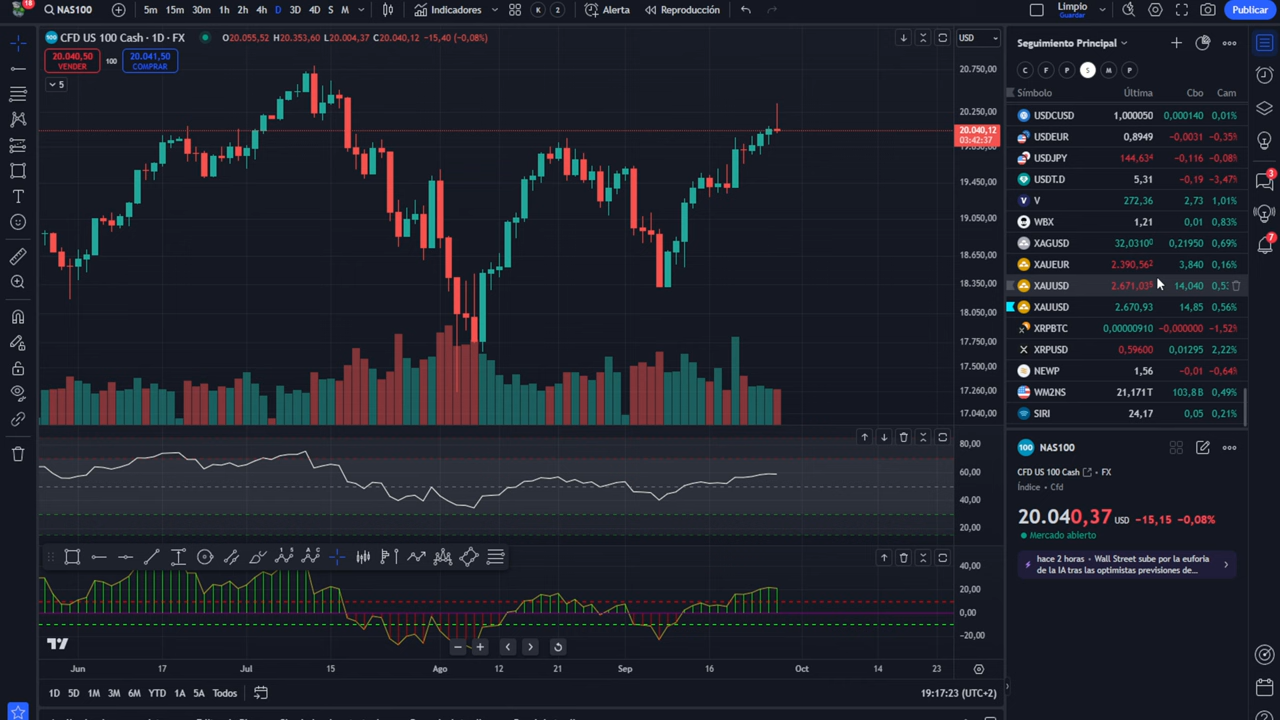 18
NAS100
5m 15m 30m 1h 2h 4h D 3D 4D S M
Indicadores
K 2
Alerta
Reproducción
Limpio
Guardar
Publicar
CFD US 100 Cash · 1D · FX
O20.055,52 H20.353,60 L20.004,37 C20.040,12 −15,40 (−0,08%)
20.040,50
VENDER
100
20.041,50
COMPRAR
5
USD
20.750,00
20.250,00
20.040,12
03:42:37
19.450,00
19.050,00
18.650,00
18.350,00
18.050,00
17.750,00
17.500,00
17.260,00
17.040,00
80,00
60,00
40,00
20,00
40,00
20,00
0,00
−20,00
Jun 17 Jul 15 Ago 12 21 Sep 16 Oct 14 23
1D 5D 1M 3M 6M YTD 1A 5A Todos
19:17:23 (UTC+2)
Seguimiento Principal
C F P S M P
Símbolo Última Cbo Cam
USDCUSD 1,000050 0,000140 0,01%
USDEUR 0,8949 −0,0031 −0,35%
USDJPY 144,634 −0,116 −0,08%
USDT.D 5,31 −0,19 −3,47%
V 272,36 2,73 1,01%
WBX 1,21 0,01 0,83%
XAGUSD 32,03100 0,21950 0,69%
XAUEUR 2.390,562 3,840 0,16%
XAUUSD 14,040
XAUUSD 2.670,93 14,85 0,56%
XRPBTC 0,00000910 −0,000000 −1,52%
XRPUSD 0,59600 0,01295 2,22%
NEWP 1,56 −0,01 −0,64%
WM2NS 21,171 T 103,8 B 0,49%
SIRI 24,17 0,05 0,21%
100 NAS100
CFD US 100 Cash · FX
Índice · Cfd
20.040,37 USD −15,15 −0,08%
Mercado abierto
hace 2 horas · Wall Street sube por la euforia
de la IA tras las optimistas previsiones de...
3
7